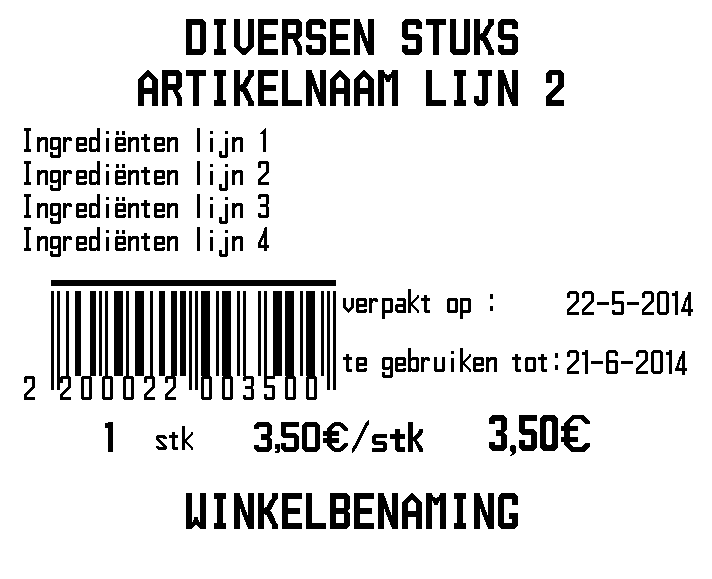 DIVERSEN STUKS
ARTIKELNAAM LIJN 2
Ingrediënten lijn 1
Ingrediënten lijn 2
Ingrediënten lijn 3
Ingrediënten lijn 4
verpakt op : 22-5-2014
te gebruiken tot: 21-6-2014
2 200022 003500
1 stk 3,50€/stk 3,50€
WINKELBENAMING